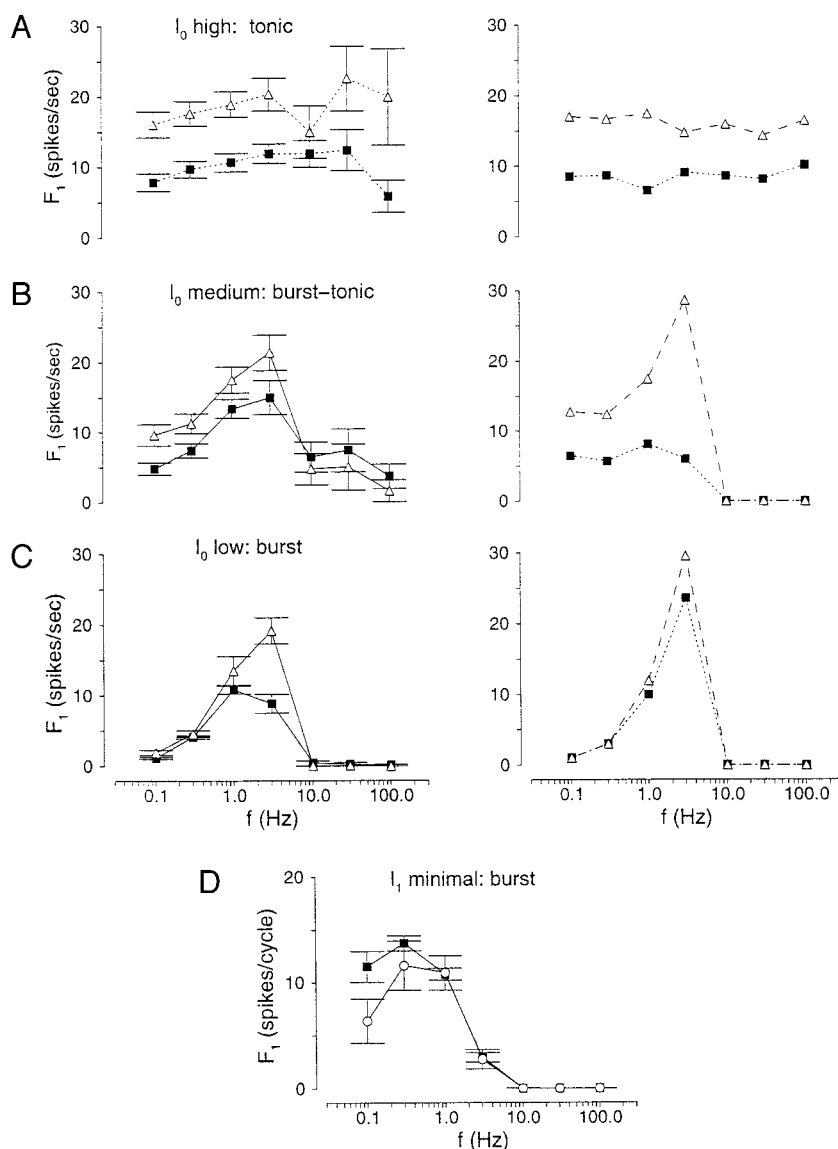 A
I₀ high: tonic
F₁ (spikes/sec)
30
20
10
0
30
20
10
0
B
I₀ medium: burst–tonic
F₁ (spikes/sec)
30
20
10
0
30
20
10
0
C
I₀ low: burst
F₁ (spikes/sec)
30
20
10
0
0.1 1.0 10.0 100.0
f (Hz)
30
20
10
0
0.1 1.0 10.0 100.0
f (Hz)
D
I₁ minimal: burst
F₁ (spikes/cycle)
20
10
0
0.1 1.0 10.0 100.0
f (Hz)